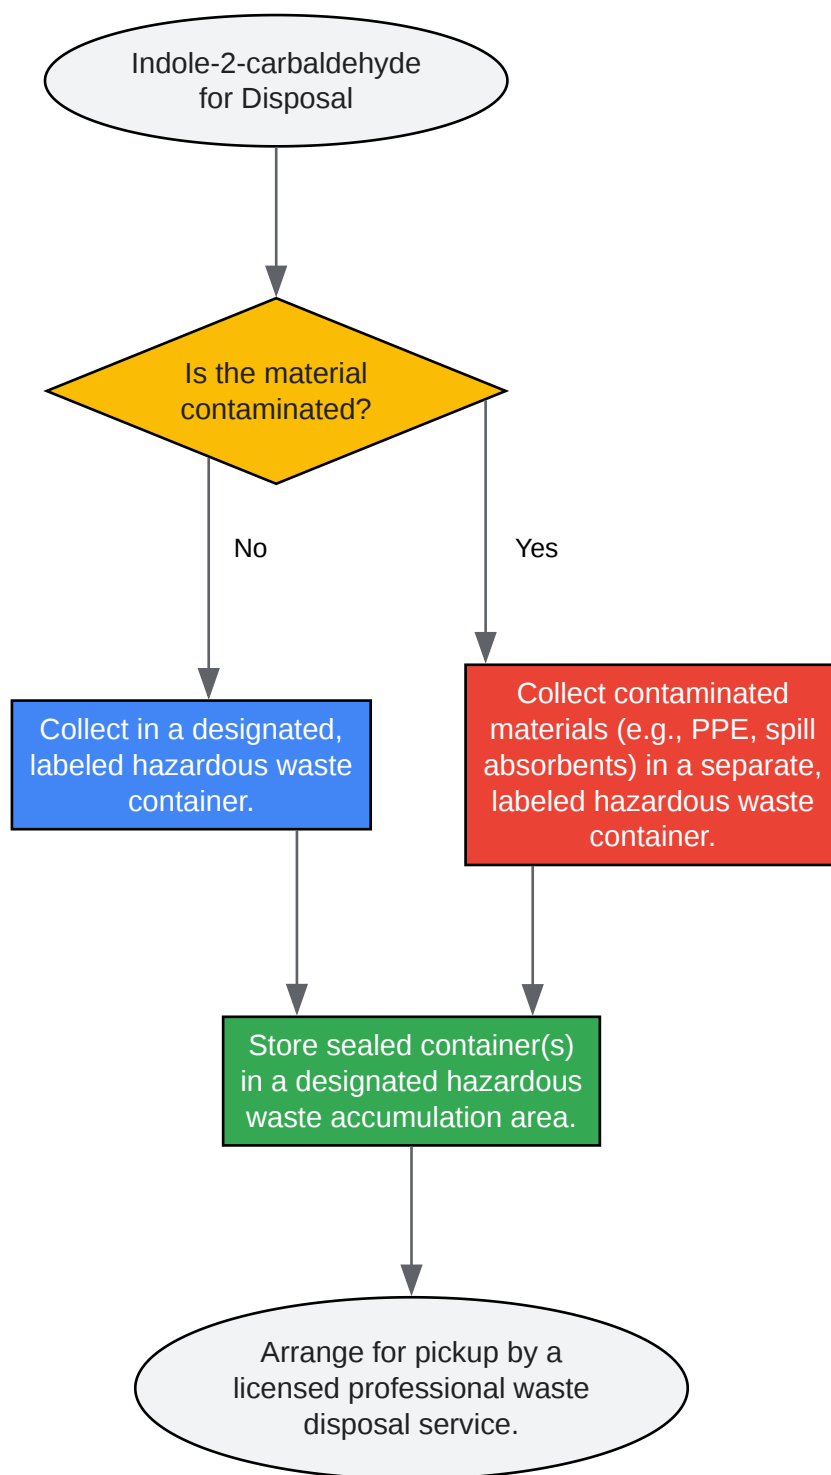 Indole-2-carbaldehyde
for Disposal
Is the material
contaminated?
No
Yes
Collect in a designated,
labeled hazardous waste
container.
Collect contaminated
materials (e.g., PPE, spill
absorbents) in a separate,
labeled hazardous waste
container.
Store sealed container(s)
in a designated hazardous
waste accumulation area.
Arrange for pickup by a
licensed professional waste
disposal service.